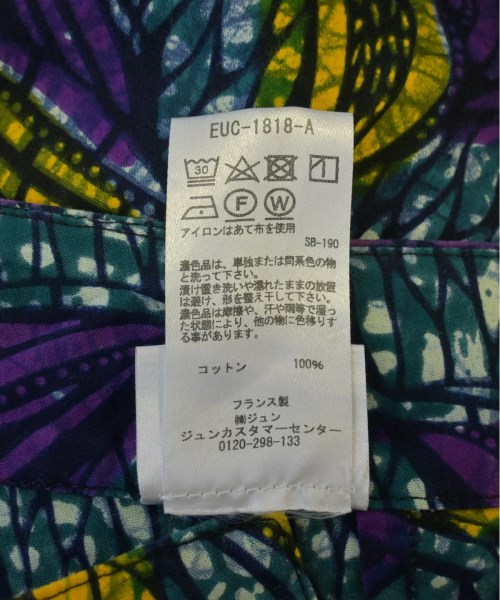 EUC-1818-A
30
F W
アイロンはあて布を使用
SB-190
濃色品は、単独または同系色の物
と洗って下さい。
漬け置き洗いや濡れたままの放置
は避け、形を整え干して下さい。
濃色品は摩擦や、汗や雨等で湿っ
た状態により、他の物に色移りす
る事があります。
コットン 100%
フランス製
㈱ジュン
ジュンカスタマーセンター
0120-298-133